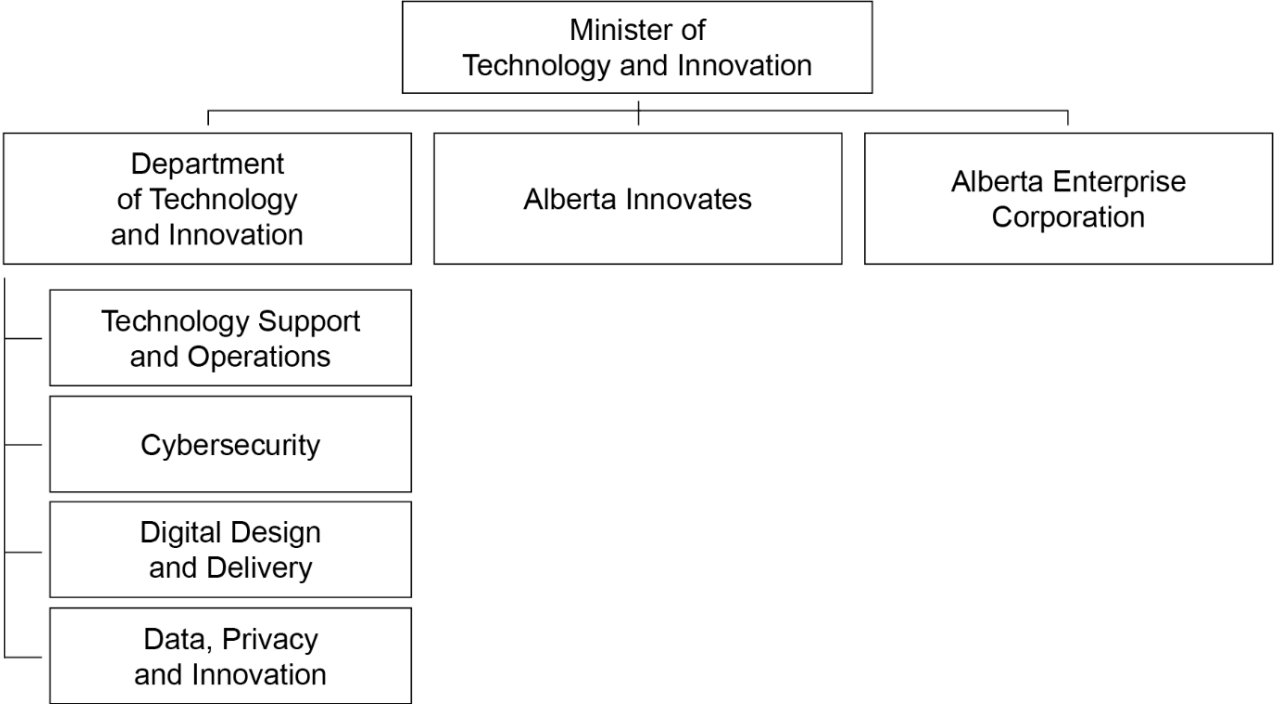 Minister of
Technology and Innovation
Department
of Technology
and Innovation
Alberta Innovates
Alberta Enterprise
Corporation
Technology Support
and Operations
Cybersecurity
Digital Design
and Delivery
Data, Privacy
and Innovation